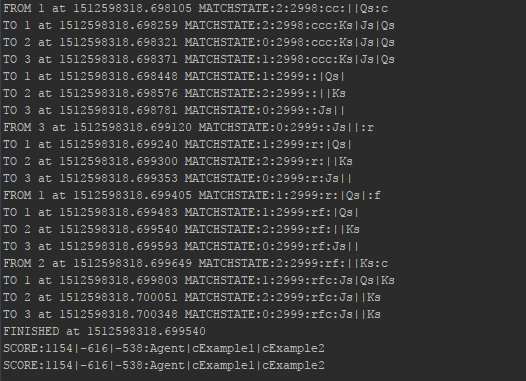 FROM 1 at 1512598318.698105 MATCHSTATE:2:2998:cc:||Qs:c
TO 1 at 1512598318.698259 MATCHSTATE:2:2998:ccc:Ks|Js|Qs
TO 2 at 1512598318.698321 MATCHSTATE:0:2998:ccc:Ks|Js|Qs
TO 3 at 1512598318.698371 MATCHSTATE:1:2998:ccc:Ks|Js|Qs
TO 1 at 1512598318.698448 MATCHSTATE:1:2999::|Qs|
TO 2 at 1512598318.698576 MATCHSTATE:2:2999::||Ks
TO 3 at 1512598318.698781 MATCHSTATE:0:2999::Js||
FROM 3 at 1512598318.699120 MATCHSTATE:0:2999::Js||:r
TO 1 at 1512598318.699240 MATCHSTATE:1:2999:r:|Qs|
TO 2 at 1512598318.699300 MATCHSTATE:2:2999:r:||Ks
TO 3 at 1512598318.699353 MATCHSTATE:0:2999:r:Js||
FROM 1 at 1512598318.699405 MATCHSTATE:1:2999:r:|Qs|:f
TO 1 at 1512598318.699483 MATCHSTATE:1:2999:rf:|Qs|
TO 2 at 1512598318.699540 MATCHSTATE:2:2999:rf:||Ks
TO 3 at 1512598318.699593 MATCHSTATE:0:2999:rf:Js||
FROM 2 at 1512598318.699649 MATCHSTATE:2:2999:rf:||Ks:c
TO 1 at 1512598318.699803 MATCHSTATE:1:2999:rfc:Js|Qs|Ks
TO 2 at 1512598318.700051 MATCHSTATE:2:2999:rfc:Js||Ks
TO 3 at 1512598318.700348 MATCHSTATE:0:2999:rfc:Js||Ks
FINISHED at 1512598318.699540
SCORE:1154|-616|-538:Agent|cExample1|cExample2
SCORE:1154|-616|-538:Agent|cExample1|cExample2